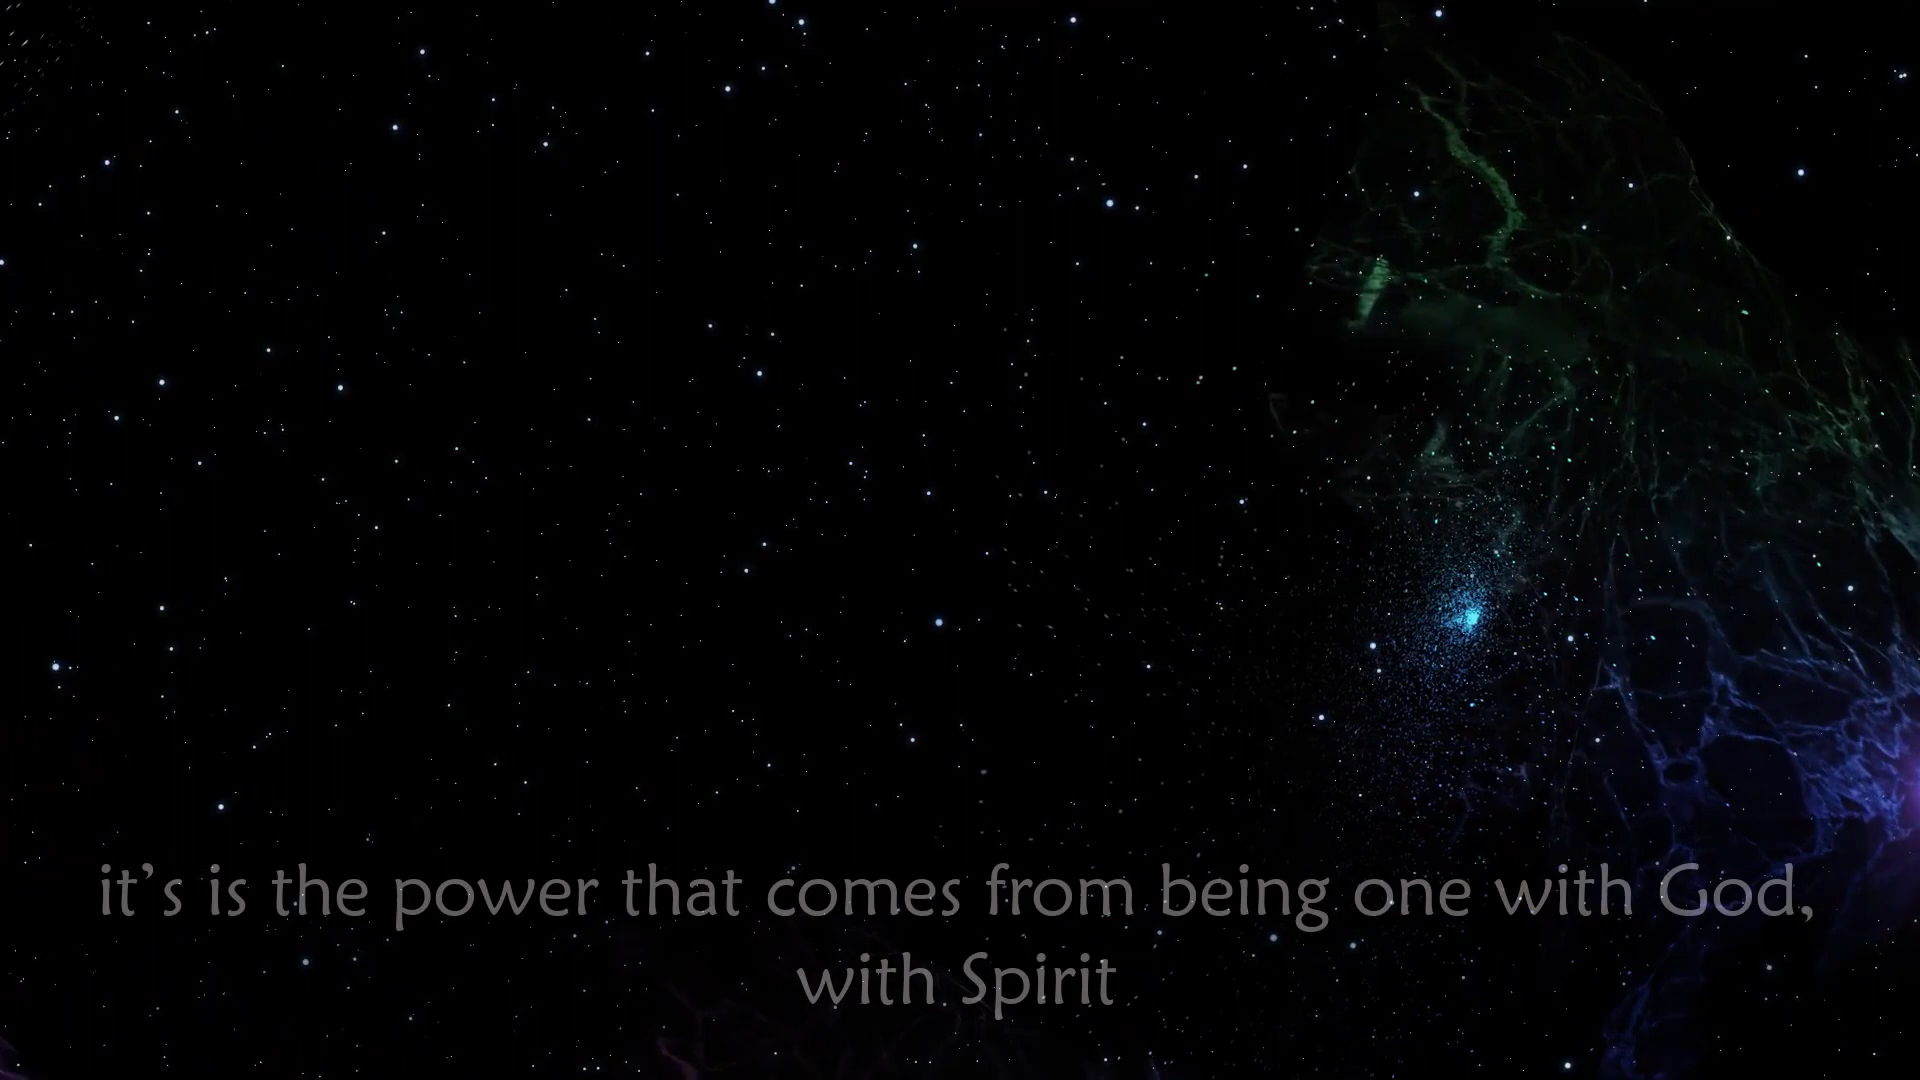 it’s is the power that comes from being one with God,
with Spirit